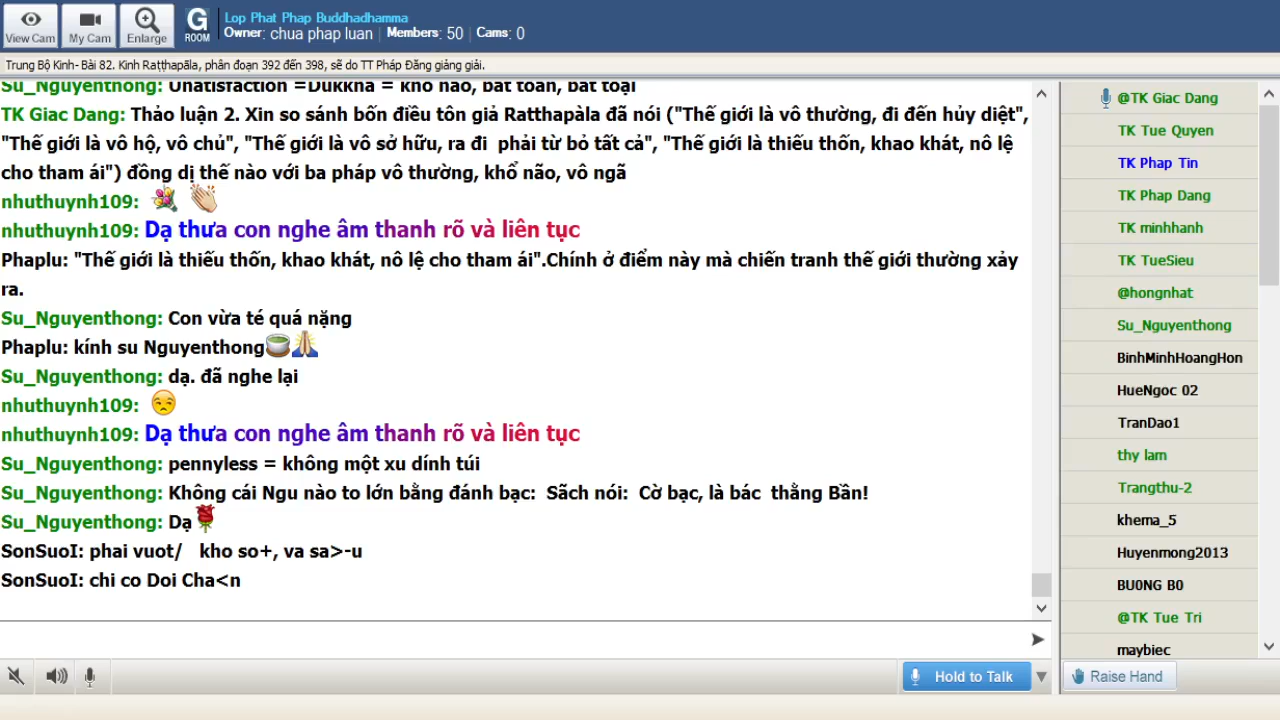 View Cam
My Cam
Enlarge
G
ROOM
Lop Phat Phap Buddhadhamma
Owner: chua phap luan Members: 50 Cams: 0
Trung Bộ Kinh- Bài 82. Kinh Raṭṭhapāla, phân đoạn 392 đến 398, sẽ do TT Pháp Đăng giảng giải.
Su_Nguyenthong: Unatisfaction =Dukkha = khổ não, bất toàn, bất toại
TK Giac Dang: Thảo luận 2. Xin so sánh bốn điều tôn giả Ratthapàla đã nói ("Thế giới là vô thường, đi đến hủy diệt",
"Thế giới là vô hộ, vô chủ", "Thế giới là vô sở hữu, ra đi phải từ bỏ tất cả", "Thế giới là thiếu thốn, khao khát, nô lệ
cho tham ái") đồng dị thế nào với ba pháp vô thường, khổ não, vô ngã
nhuthuynh109:
nhuthuynh109: Dạ thưa con nghe âm thanh rõ và liên tục
Phaplu: "Thế giới là thiếu thốn, khao khát, nô lệ cho tham ái".Chính ở điểm này mà chiến tranh thế giới thường xảy
ra.
Su_Nguyenthong: Con vừa té quá nặng
Phaplu: kính su Nguyenthong
Su_Nguyenthong: dạ. đã nghe lại
nhuthuynh109:
nhuthuynh109: Dạ thưa con nghe âm thanh rõ và liên tục
Su_Nguyenthong: pennyless = không một xu dính túi
Su_Nguyenthong: Không cái Ngu nào to lớn bằng đánh bạc: Sãch nói: Cờ bạc, là bác thằng Bần!
Su_Nguyenthong: Dạ
SonSuoI: phai vuot/ kho so+, va sa>-u
SonSuoI: chi co Doi Cha<n
@TK Giac Dang
TK Tue Quyen
TK Phap Tin
TK Phap Dang
TK minhhanh
TK TueSieu
@hongnhat
Su_Nguyenthong
BinhMinhHoangHon
HueNgoc 02
TranDao1
thy lam
Trangthu-2
khema_5
Huyenmong2013
BU0NG B0
@TK Tue Tri
maybiec
Hold to Talk
Raise Hand